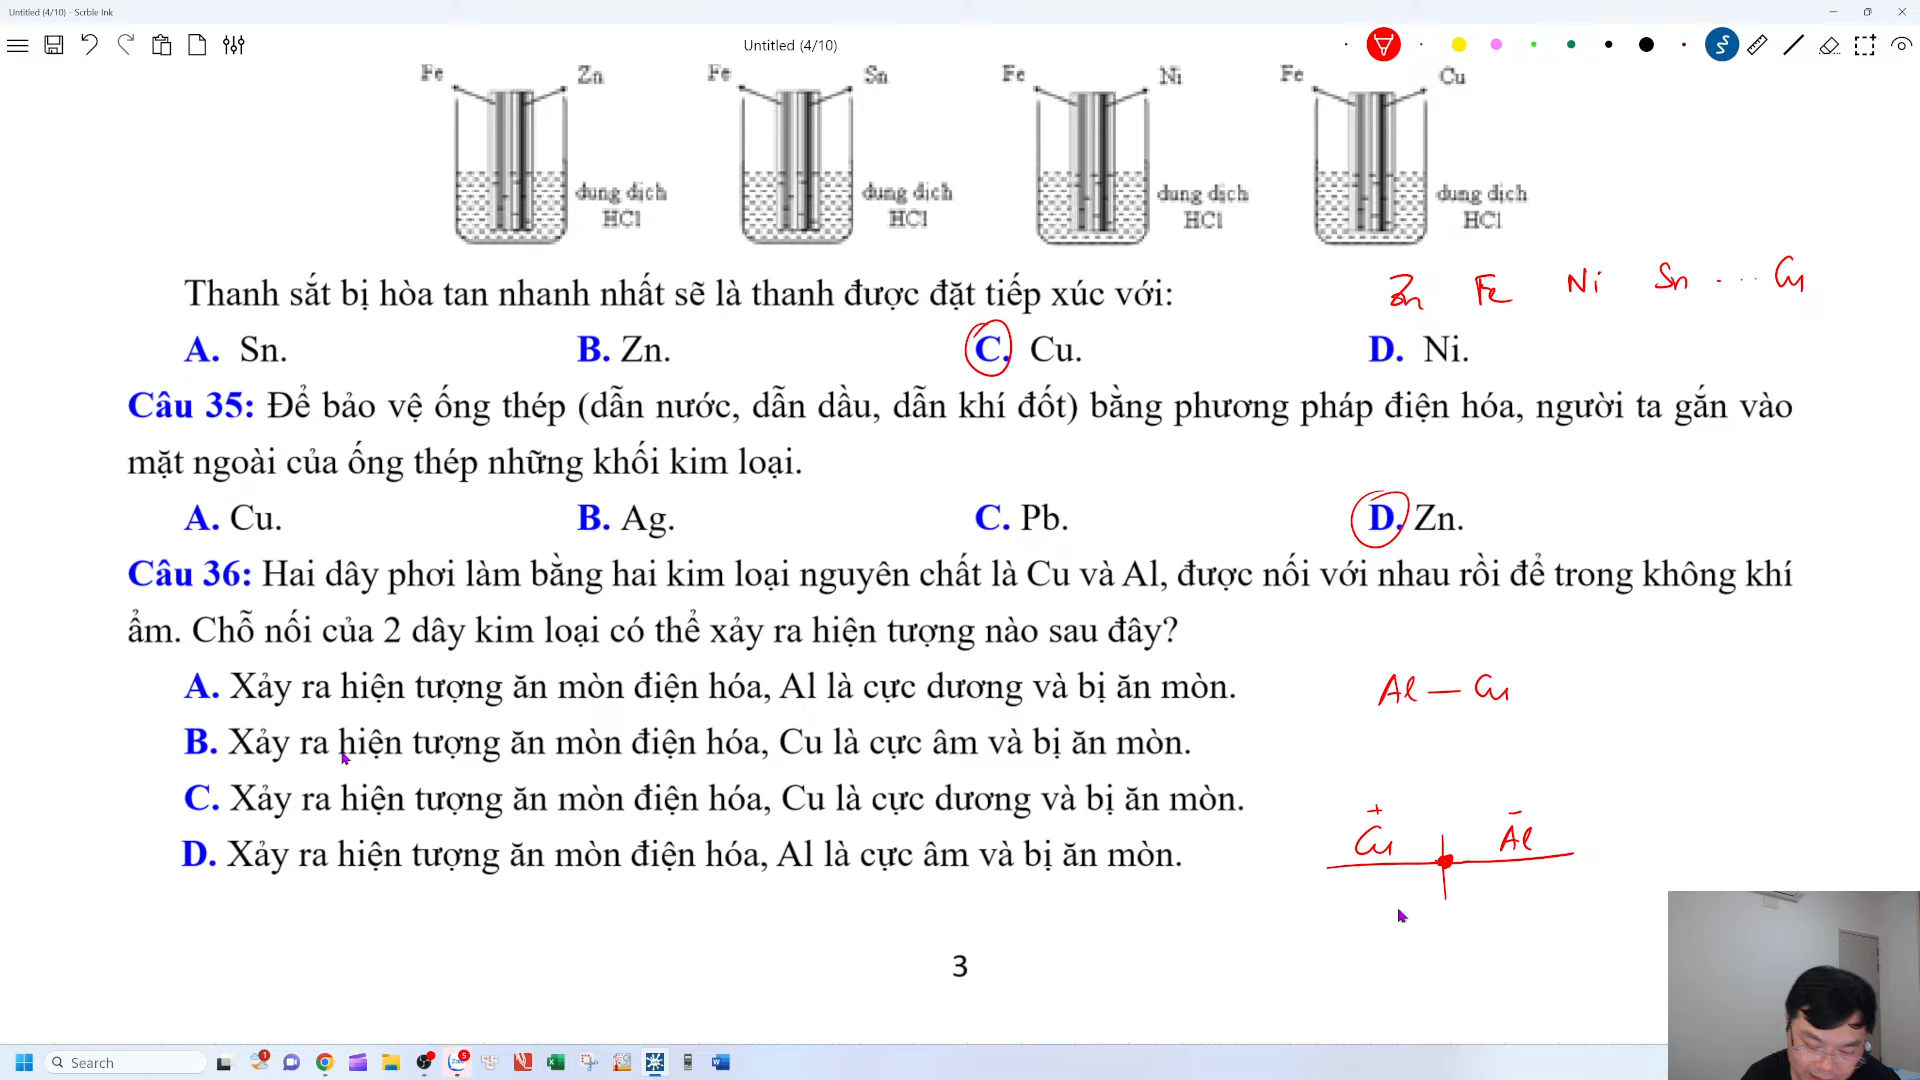 Untitled (4/10) - Scrble Ink
Untitled (4/10)
Fe Zn Fe Sn Fe Ni Fe Cu
dung dịch HCl dung dịch HCl dung dịch HCl dung dịch HCl
Zn Fe Ni Sn ... Cu
Thanh sắt bị hòa tan nhanh nhất sẽ là thanh được đặt tiếp xúc với:
A. Sn. B. Zn. C. Cu. D. Ni.
Câu 35: Để bảo vệ ống thép (dẫn nước, dẫn dầu, dẫn khí đốt) bằng phương pháp điện hóa, người ta gắn vào
mặt ngoài của ống thép những khối kim loại.
A. Cu. B. Ag. C. Pb. D. Zn.
Câu 36: Hai dây phơi làm bằng hai kim loại nguyên chất là Cu và Al, được nối với nhau rồi để trong không khí
ẩm. Chỗ nối của 2 dây kim loại có thể xảy ra hiện tượng nào sau đây?
A. Xảy ra hiện tượng ăn mòn điện hóa, Al là cực dương và bị ăn mòn.
Al — Cu
B. Xảy ra hiện tượng ăn mòn điện hóa, Cu là cực âm và bị ăn mòn.
C. Xảy ra hiện tượng ăn mòn điện hóa, Cu là cực dương và bị ăn mòn.
+ −
Cu Al
D. Xảy ra hiện tượng ăn mòn điện hóa, Al là cực âm và bị ăn mòn.
3
Search